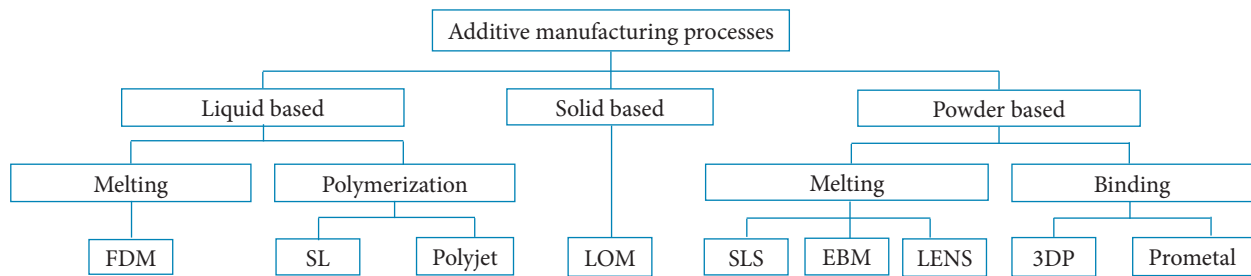 Additive manufacturing processes
Liquid based
Solid based
Powder based
Melting
Polymerization
Melting
Binding
FDM
SL
Polyjet
LOM
SLS
EBM
LENS
3DP
Prometal